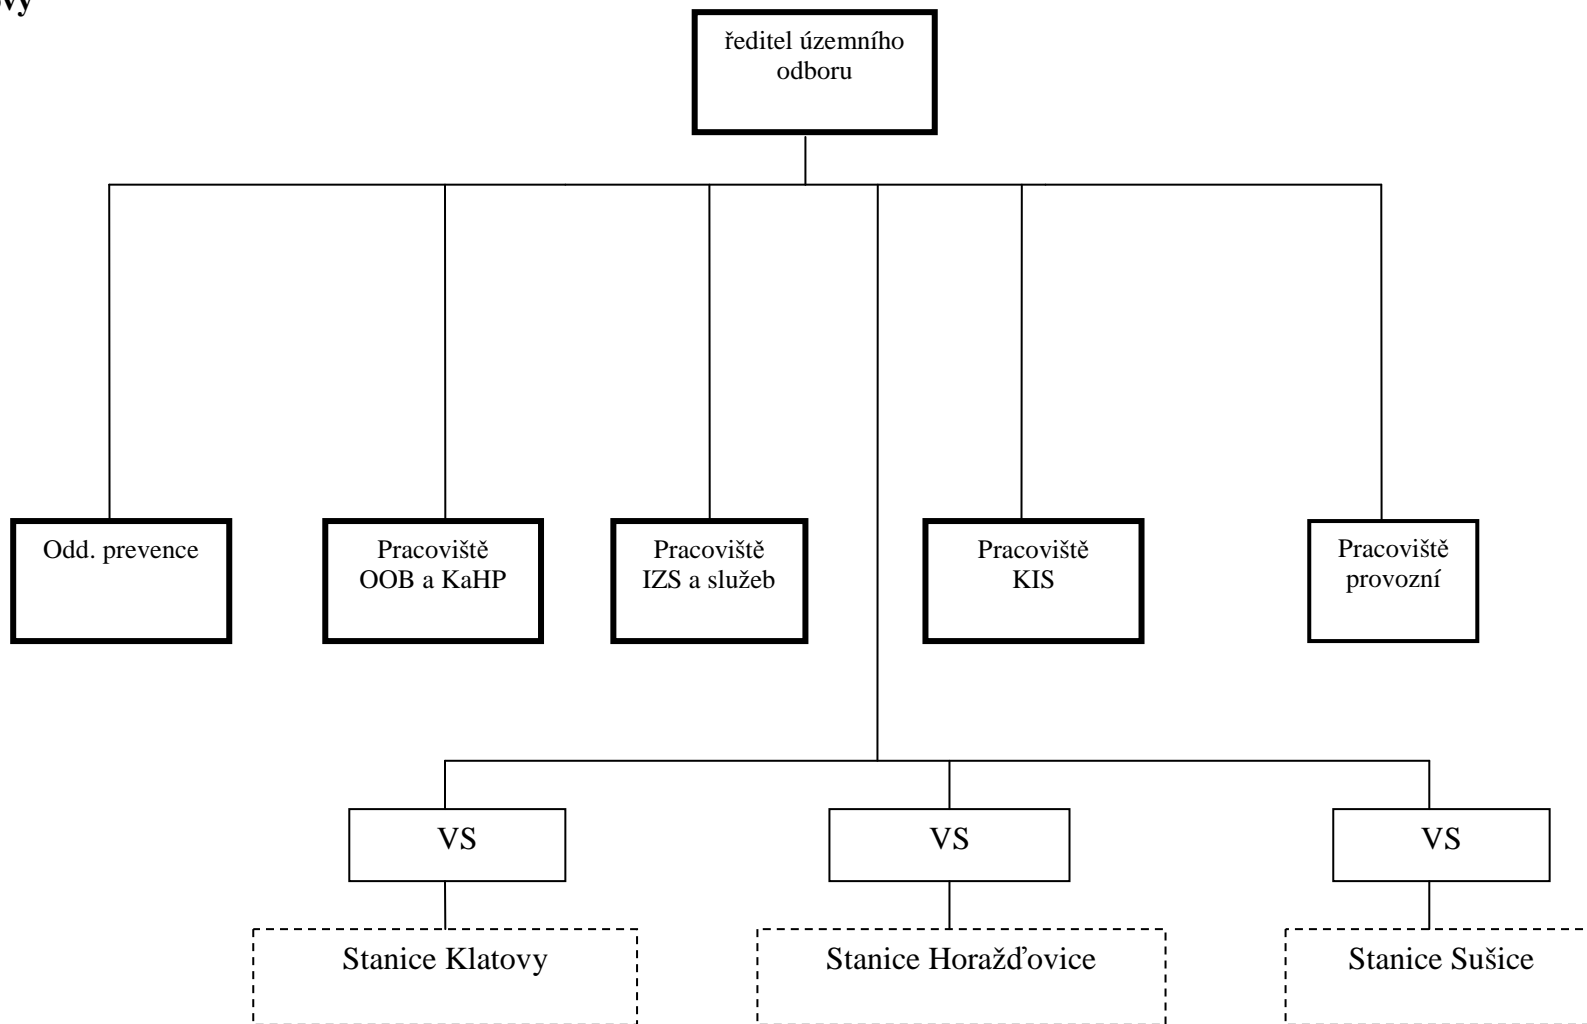 ředitel územního
odboru
Odd. prevence
Pracoviště
OOB a KaHP
Pracoviště
IZS a služeb
Pracoviště
KIS
Pracoviště
provozní
VS
VS
VS
Stanice Klatovy
Stanice Horažďovice
Stanice Sušice